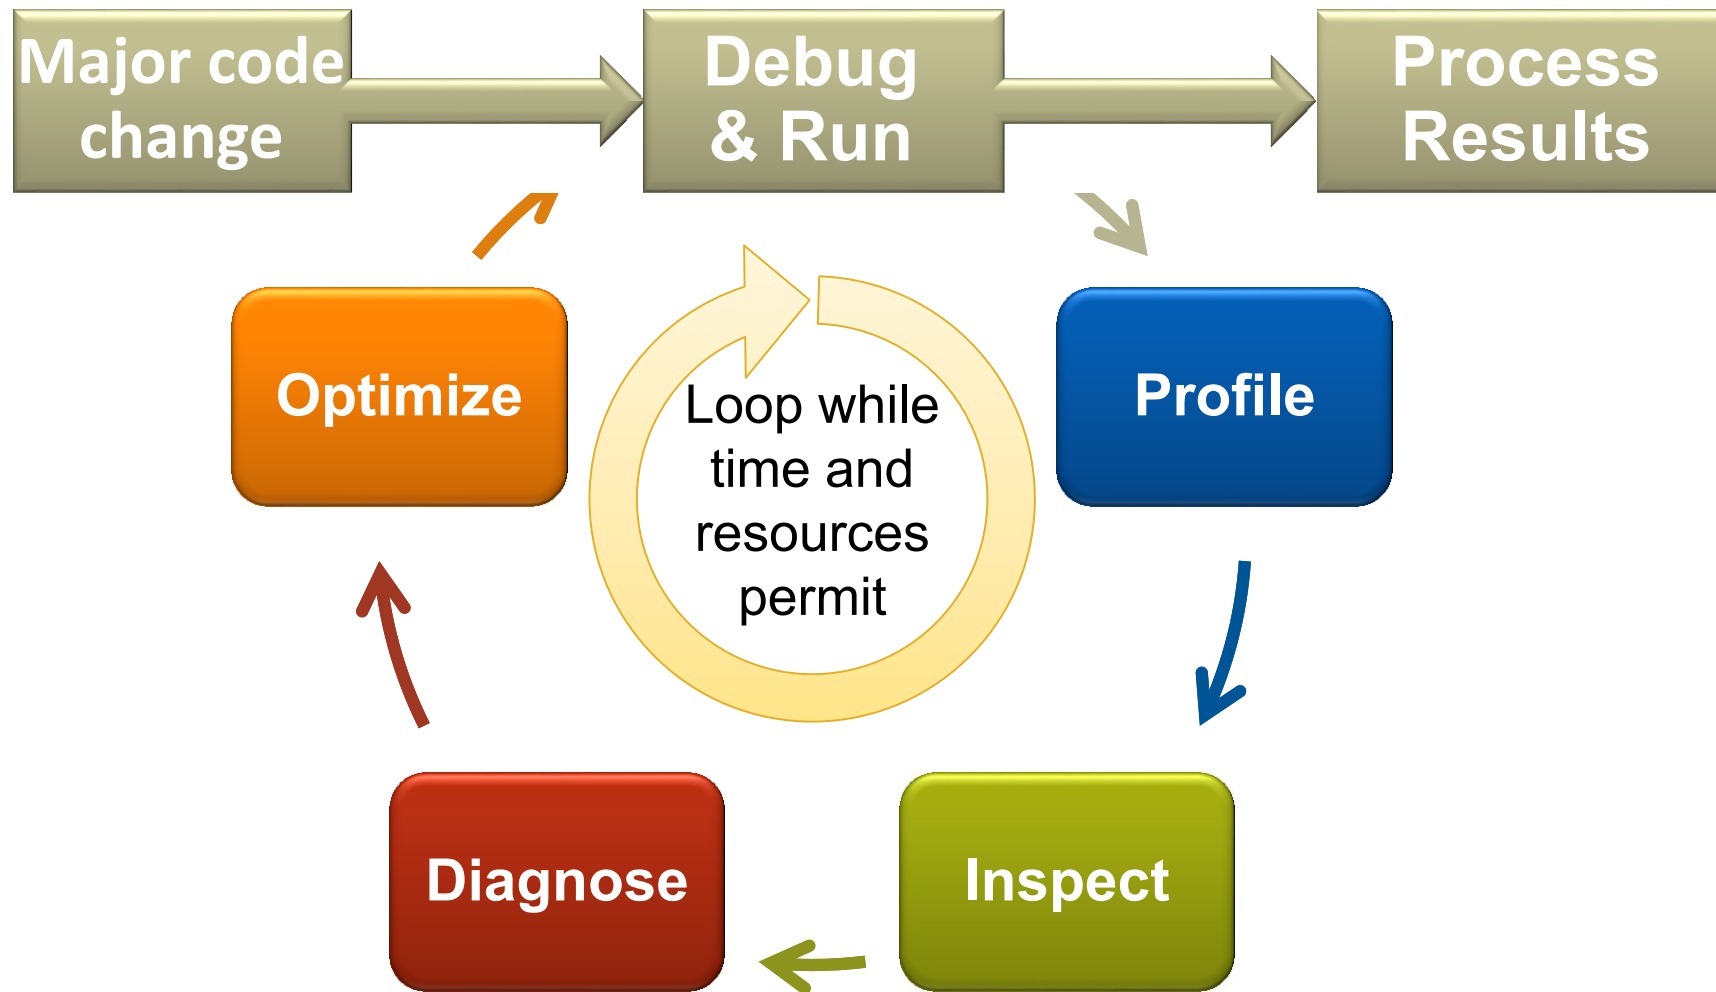 Major code
change
Debug
& Run
Process
Results
Optimize
Loop while
time and
resources
permit
Profile
Diagnose
Inspect